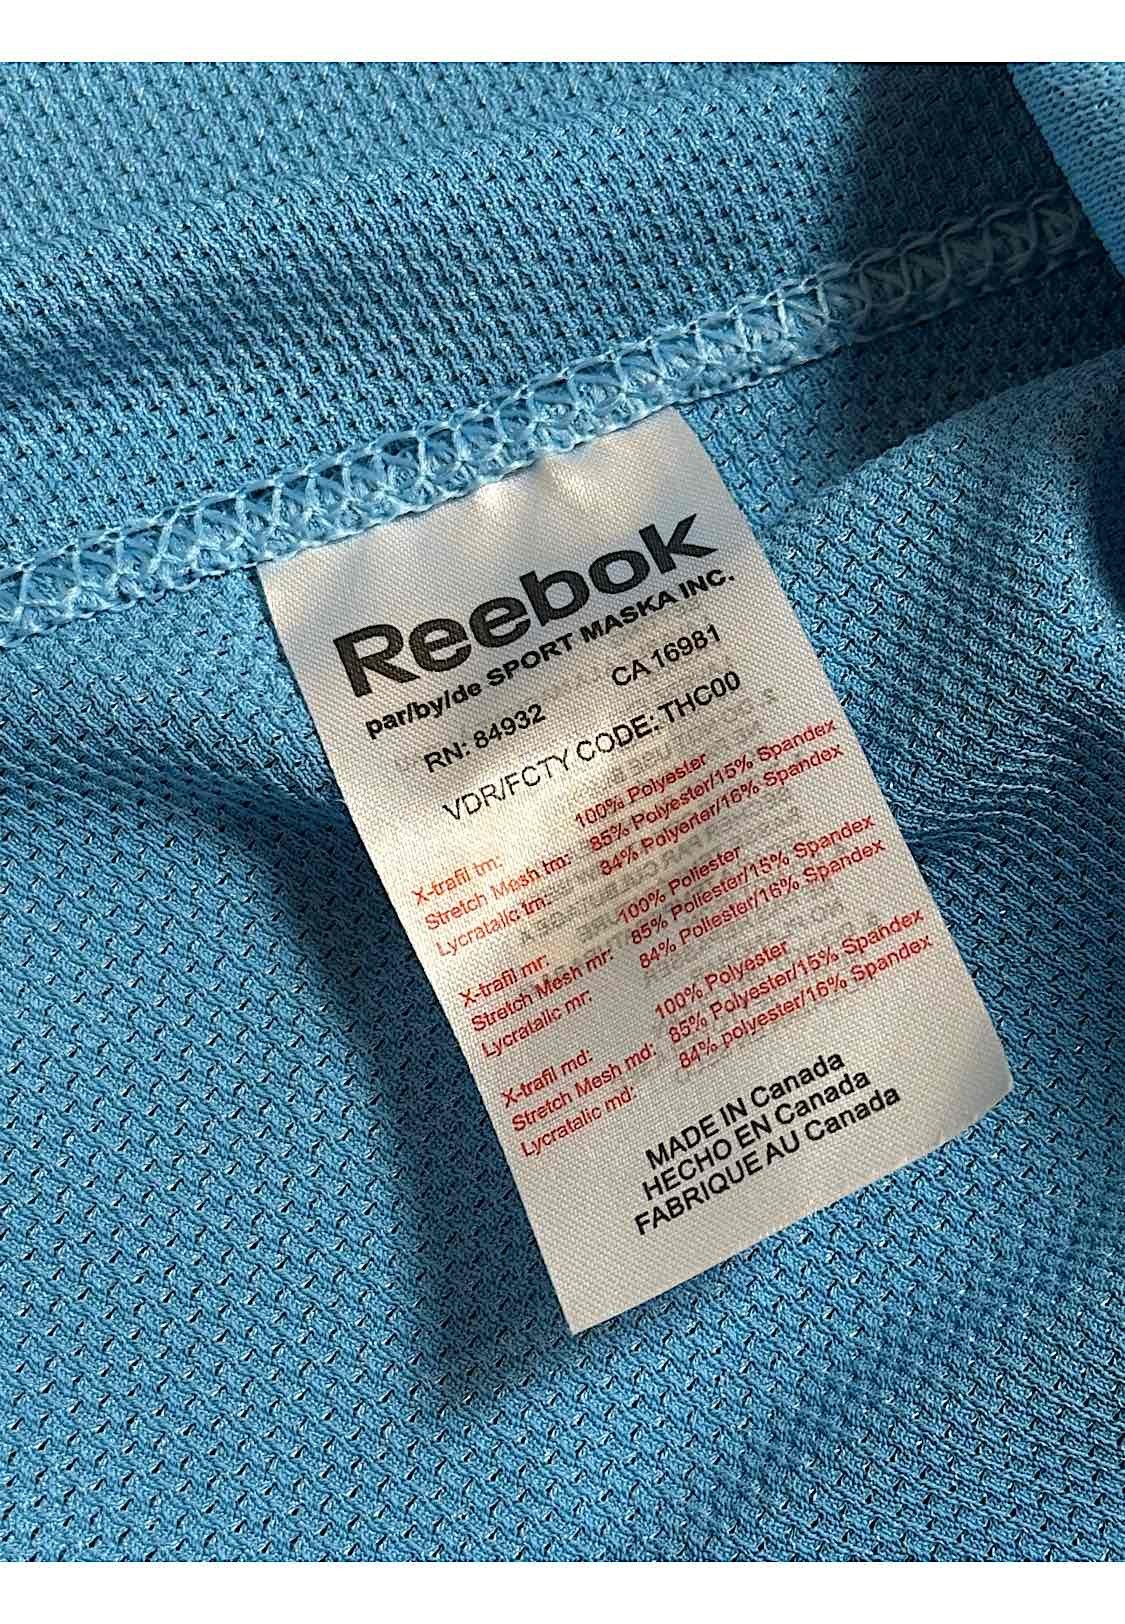 Reebok
par/by/de SPORT MASKA INC.
RN: 84932 CA 16981
VDR/FCTY CODE: THC00
X-trafil tm: 100% Polyester
Stretch Mesh tm: 85% Polyester/15% Spandex
Lycratalic tm: 84% Polyerter/16% Spandex
X-trafil mr: 100% Poliester
Stretch Mesh mr: 85% Poliester/15% Spandex
Lycratalic mr: 84% Poliester/16% Spandex
X-trafil md: 100% Polyester
Stretch Mesh md: 85% Polyester/15% Spandex
Lycratalic md: 84% polyester/16% Spandex
MADE IN Canada
HECHO EN Canada
FABRIQUE AU Canada